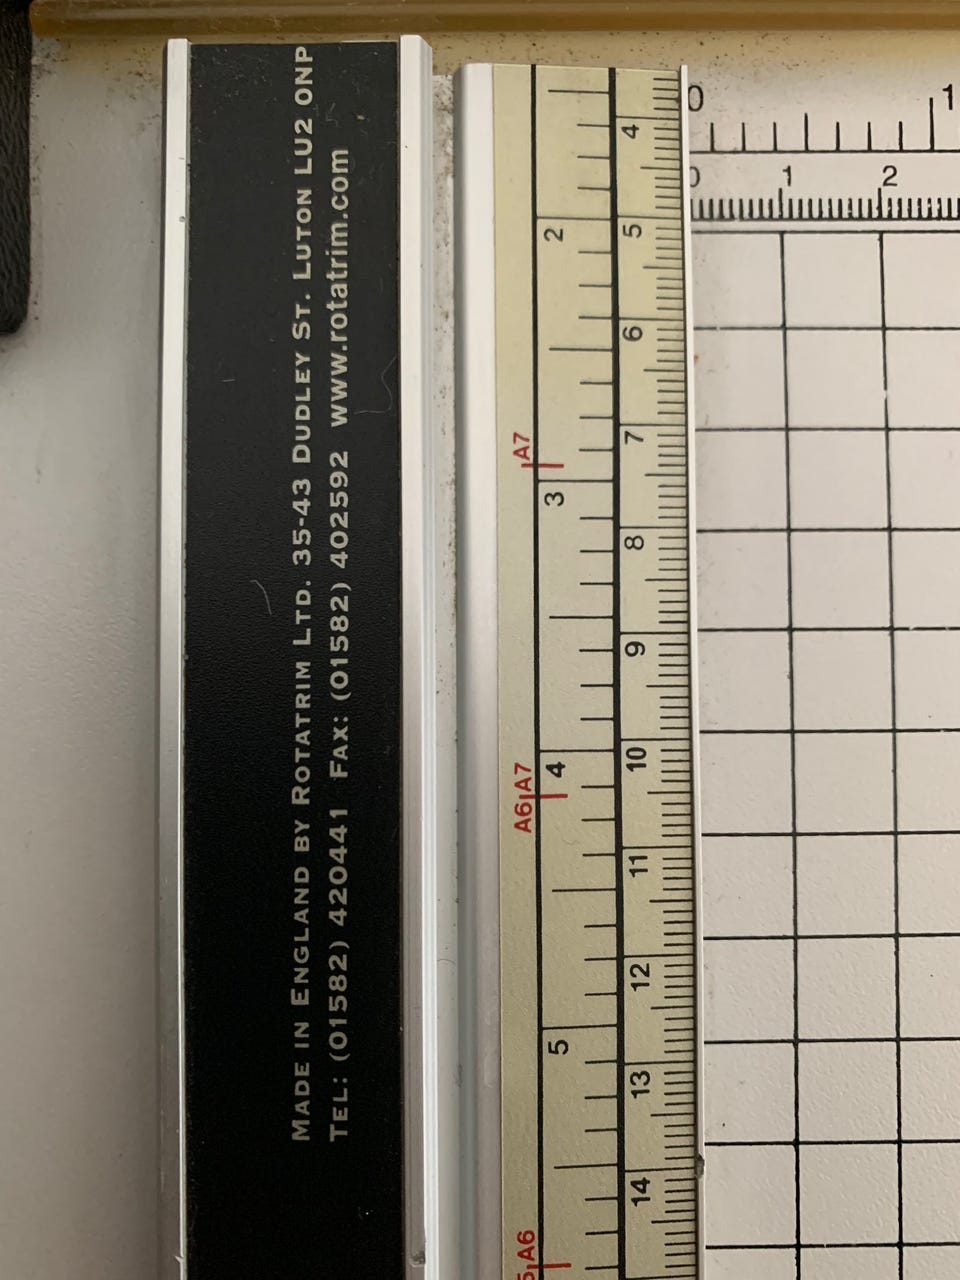 MADE IN ENGLAND BY ROTATRIM LTD. 35-43 DUDLEY ST. LUTON LU2 ONP
TEL: (01582) 420441 FAX: (01582) 402592 www.rotatrim.com
A7
A6 A7
A6
2
3
4
5
4
5
6
7
8
9
10
11
12
13
14
0 1
0 1 2